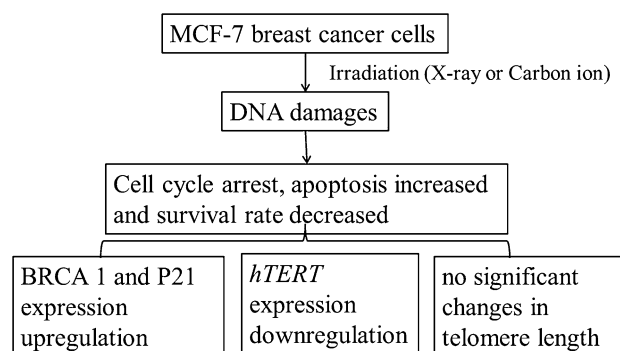 MCF-7 breast cancer cells
Irradiation (X-ray or Carbon ion)
DNA damages
Cell cycle arrest, apoptosis increased
and survival rate decreased
BRCA 1 and P21
expression
upregulation
hTERT
expression
downregulation
no significant
changes in
telomere length